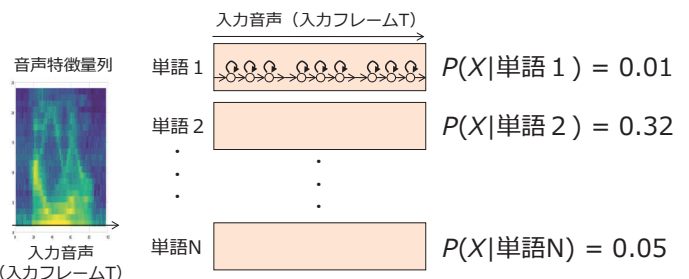 入力音声（入力フレームT）
音声特徴量列
単語１
P(X|単語１) = 0.01
単語２
P(X|単語２) = 0.32
単語N
P(X|単語N) = 0.05
入力音声
（入力フレームT）